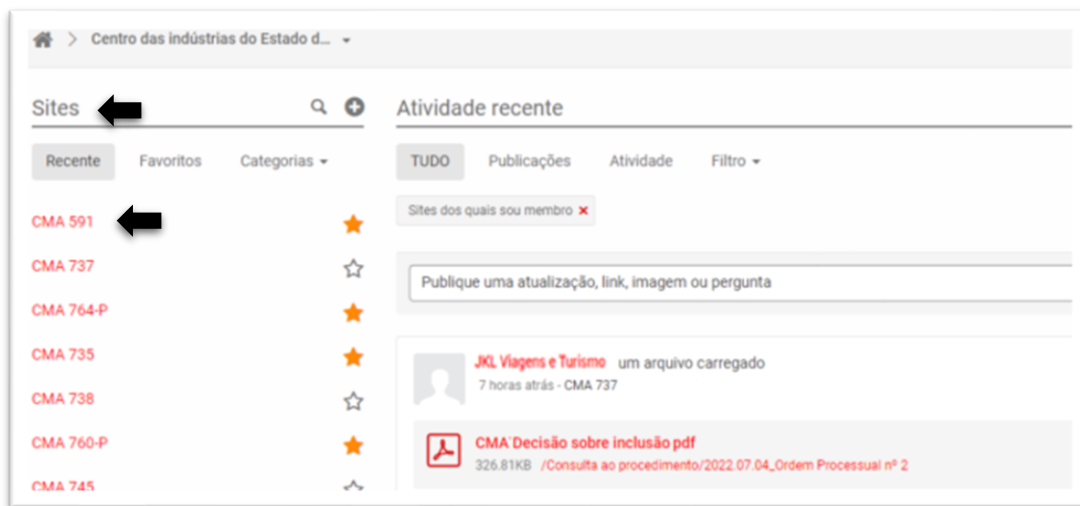 Centro das indústrias do Estado d...
Sites
Recente Favoritos Categorias
CMA 591
CMA 737
CMA 764-P
CMA 735
CMA 738
CMA 760-P
CMA 745
Atividade recente
TUDO Publicações Atividade Filtro
Sites dos quais sou membro
Publique uma atualização, link, imagem ou pergunta
JKL Viagens e Turismo um arquivo carregado
7 horas atrás - CMA 737
CMA Decisão sobre inclusão pdf
326.81KB /Consulta ao procedimento/2022.07.04_Ordem Processual nº 2